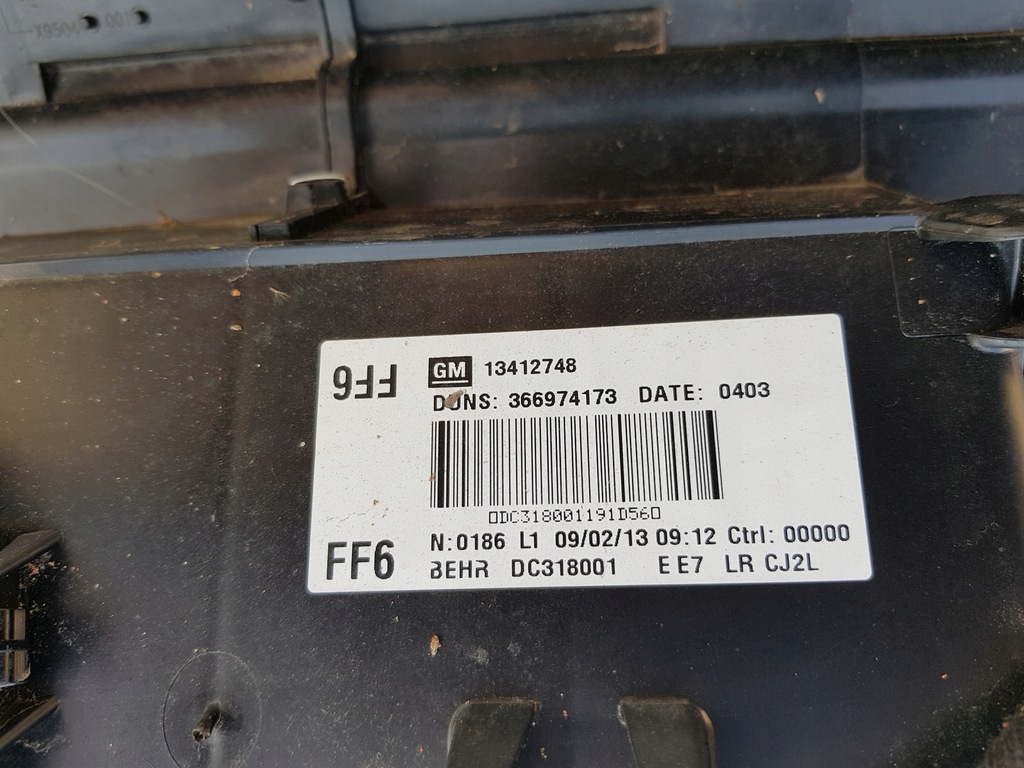 FF6
GM 13412748
DUNS: 366974173 DATE: 0403
▯DC318001191D56▯
N:0186 L1 09/02/13 09:12 Ctrl: 00000
FF6
BEHR DC318001 E E7 LR CJ2L